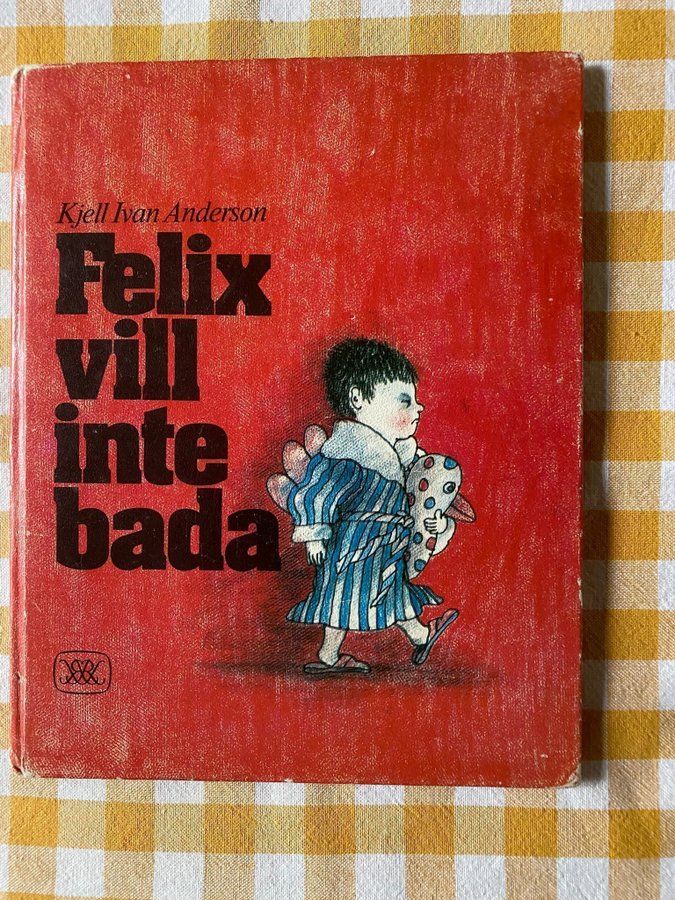 Kjell Ivan Anderson
Felix
vill
inte
bada